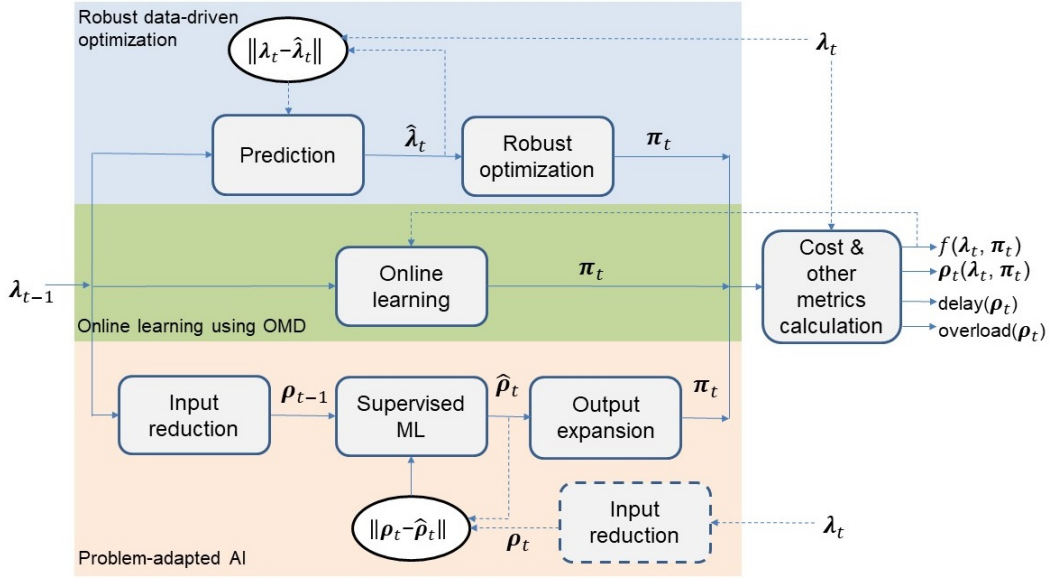 Robust data-driven
optimization
‖λt−λ̂t‖
λt
Prediction
λ̂t
Robust
optimization
πt
λt−1
Online
learning
πt
Online learning using OMD
Cost &
other
metrics
calculation
f(λt, πt)
ρt(λt, πt)
delay(ρt)
overload(ρt)
Input
reduction
ρt−1
Supervised
ML
ρ̂t
Output
expansion
πt
‖ρt−ρ̂t‖
ρt
Input
reduction
λt
Problem-adapted AI